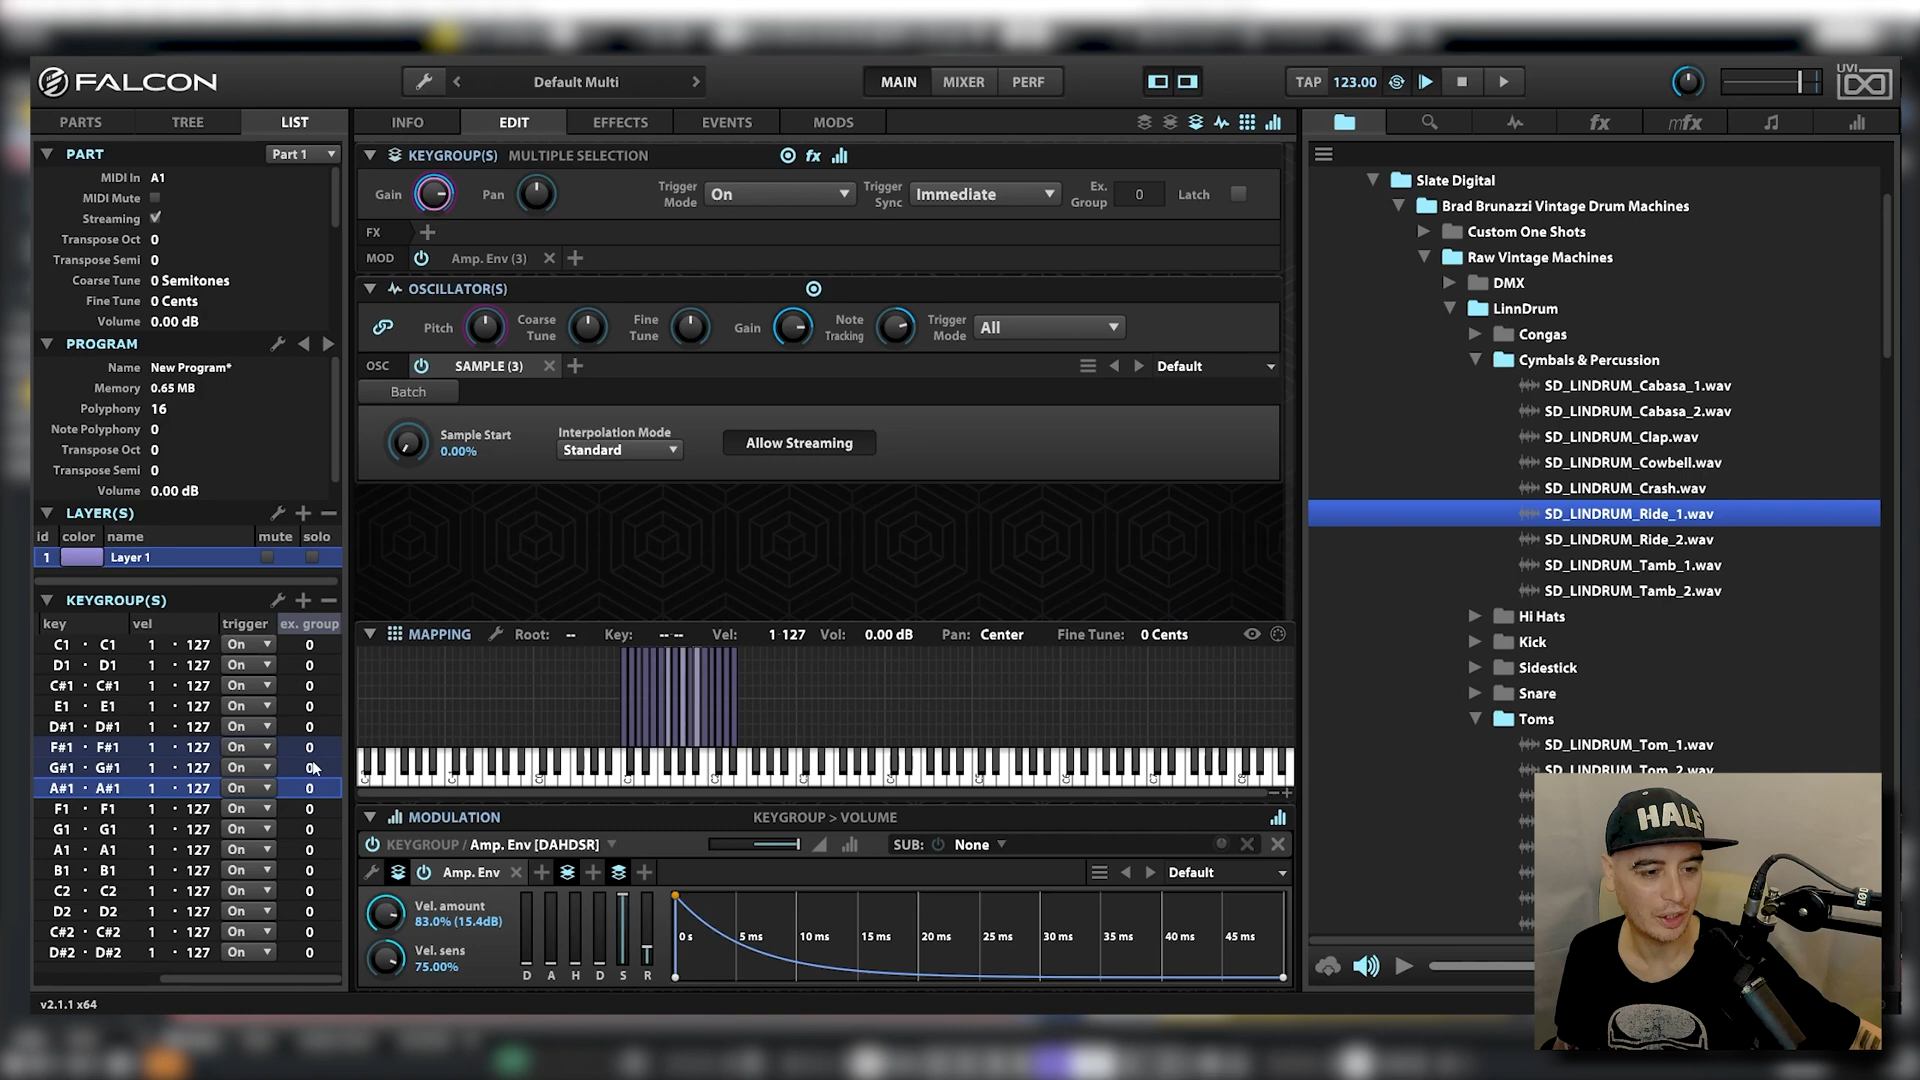 FALCON
Default Multi
MAIN MIXER PERF
TAP 123.00
UVI
PARTS TREE LIST
INFO EDIT EFFECTS EVENTS MODS
fx mfx
PART Part 1
MIDI In A1
MIDI Mute
Streaming
Transpose Oct 0
Transpose Semi 0
Coarse Tune 0 Semitones
Fine Tune 0 Cents
Volume 0.00 dB
PROGRAM
Name New Program*
Memory 0.65 MB
Polyphony 16
Note Polyphony 0
Transpose Oct 0
Transpose Semi 0
Volume 0.00 dB
LAYER(S)
id color name mute solo
1 Layer 1
KEYGROUP(S)
key vel trigger ex. group
C1 · C1 1 · 127 On 0
D1 · D1 1 · 127 On 0
C#1 · C#1 1 · 127 On 0
E1 · E1 1 · 127 On 0
D#1 · D#1 1 · 127 On 0
F#1 · F#1 1 · 127 On 0
G#1 · G#1 1 · 127 On 0
A#1 · A#1 1 · 127 On 0
F1 · F1 1 · 127 On 0
G1 · G1 1 · 127 On 0
A1 · A1 1 · 127 On 0
B1 · B1 1 · 127 On 0
C2 · C2 1 · 127 On 0
D2 · D2 1 · 127 On 0
C#2 · C#2 1 · 127 On 0
D#2 · D#2 1 · 127 On 0
v2.1.1 x64
KEYGROUP(S) MULTIPLE SELECTION fx
Gain Pan Trigger Mode On Trigger Sync Immediate Ex. Group 0 Latch
FX
MOD Amp. Env (3)
OSCILLATOR(S)
Pitch Coarse Tune Fine Tune Gain Note Tracking Trigger Mode All
OSC SAMPLE (3) Default
Batch
Sample Start 0.00% Interpolation Mode Standard Allow Streaming
MAPPING Root: -- Key: --·-- Vel: 1·127 Vol: 0.00 dB Pan: Center Fine Tune: 0 Cents
MODULATION KEYGROUP > VOLUME
KEYGROUP / Amp. Env [DAHDSR] SUB: None
Amp. Env Default
Vel. amount
83.0% (15.4dB)
Vel. sens
75.00%
D A H D S R
0 s 5 ms 10 ms 15 ms 20 ms 25 ms 30 ms 35 ms 40 ms 45 ms
Slate Digital
Brad Brunazzi Vintage Drum Machines
Custom One Shots
Raw Vintage Machines
DMX
LinnDrum
Congas
Cymbals & Percussion
SD_LINDRUM_Cabasa_1.wav
SD_LINDRUM_Cabasa_2.wav
SD_LINDRUM_Clap.wav
SD_LINDRUM_Cowbell.wav
SD_LINDRUM_Crash.wav
SD_LINDRUM_Ride_1.wav
SD_LINDRUM_Ride_2.wav
SD_LINDRUM_Tamb_1.wav
SD_LINDRUM_Tamb_2.wav
Hi Hats
Kick
Sidestick
Snare
Toms
SD_LINDRUM_Tom_1.wav
SD_LINDRUM_Tom_2.wav
HALF